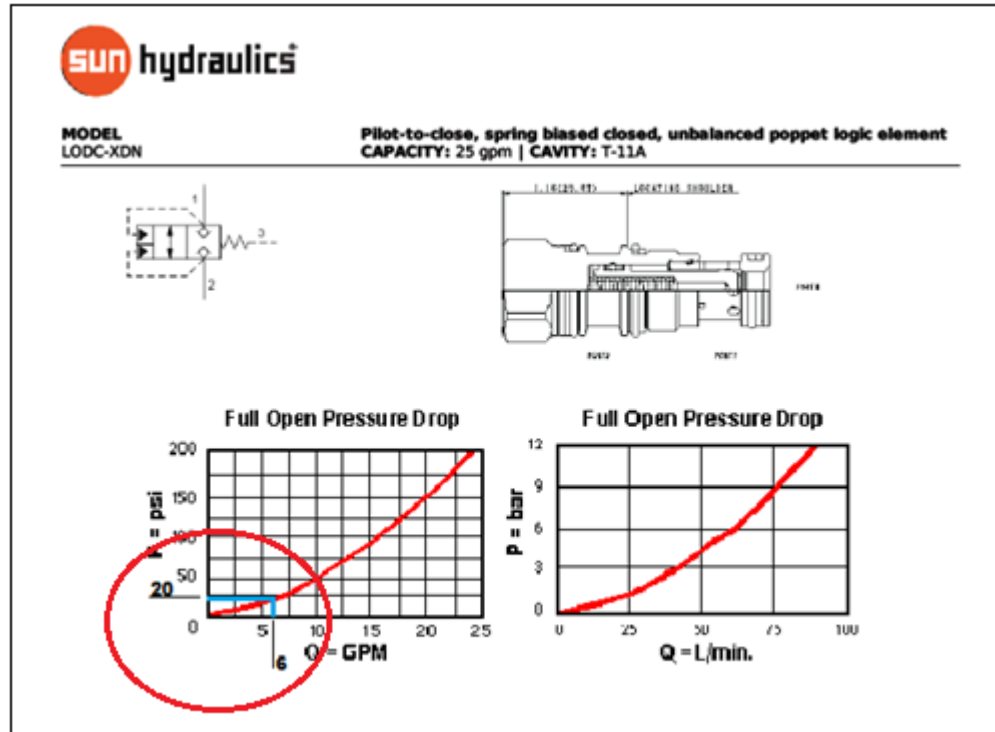 sun hydraulics
MODEL
LODC-XDN
Pilot-to-close, spring biased closed, unbalanced poppet logic element
CAPACITY: 25 gpm | CAVITY: T-11A
1
3
2
LOCATING SHOULDER
Full Open Pressure Drop
200
150
50
20
0
5
10
15
20
25
6
= psi
= GPM
Full Open Pressure Drop
12
9
6
3
0
P = bar
0
25
50
75
100
Q = L/min.